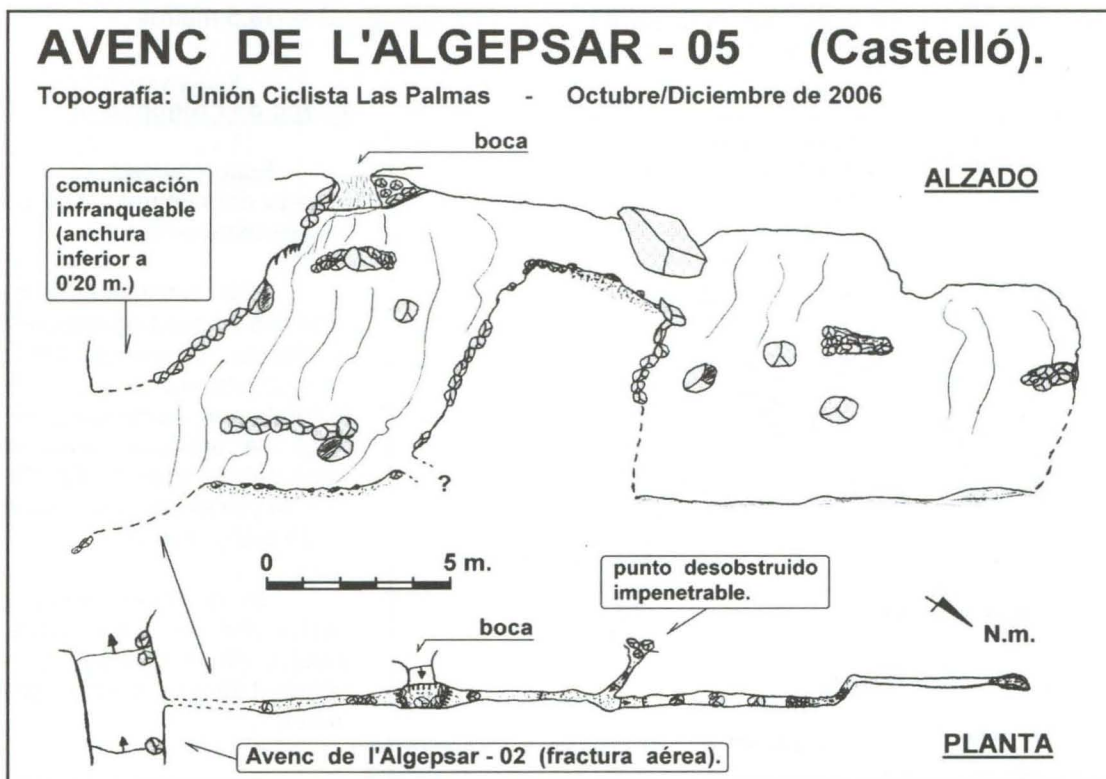 AVENC DE L'ALGEPSAR - 05 (Castelló).
Topografía: Unión Ciclista Las Palmas - Octubre/Diciembre de 2006
boca
ALZADO
comunicación
infranqueable
(anchura
inferior a
0'20 m.)
?
0 5 m.
punto desobstruido
impenetrable.
boca
N.m.
Avenc de l'Algepsar - 02 (fractura aérea).
PLANTA